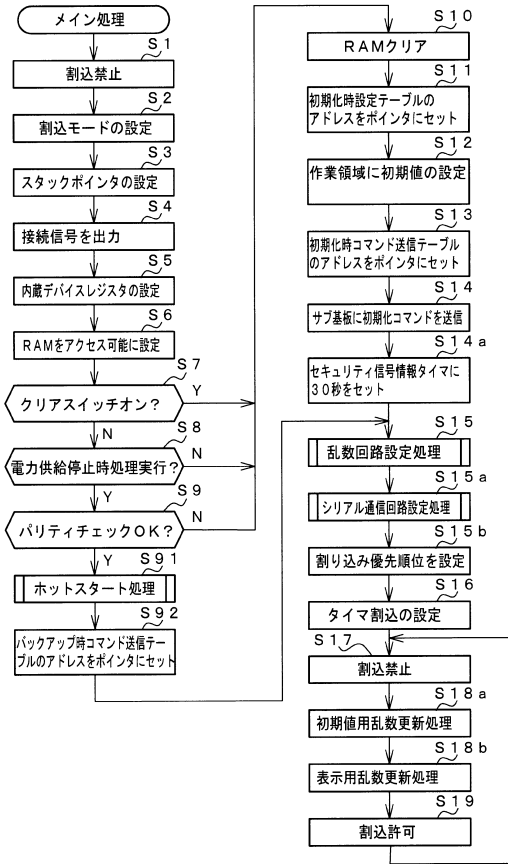 メイン処理
S1
割込禁止
S2
割込モードの設定
S3
スタックポインタの設定
S4
接続信号を出力
S5
内蔵デバイスレジスタの設定
S6
RAMをアクセス可能に設定
S7
クリアスイッチオン?
Y
N
S8
電力供給停止時処理実行?
N
Y
S9
パリティチェックOK?
N
Y
S91
ホットスタート処理
S92
バックアップ時コマンド送信テー
ブルのアドレスをポインタにセット
S10
RAMクリア
S11
初期化時設定テーブルの
アドレスをポインタにセット
S12
作業領域に初期値の設定
S13
初期化時コマンド送信テーブル
のアドレスをポインタにセット
S14
サブ基板に初期化コマンドを送信
S14a
セキュリティ信号情報タイマに
30秒をセット
S15
乱数回路設定処理
S15a
シリアル通信回路設定処理
S15b
割り込み優先順位を設定
S16
タイマ割込の設定
S17
割込禁止
S18a
初期値用乱数更新処理
S18b
表示用乱数更新処理
S19
割込許可